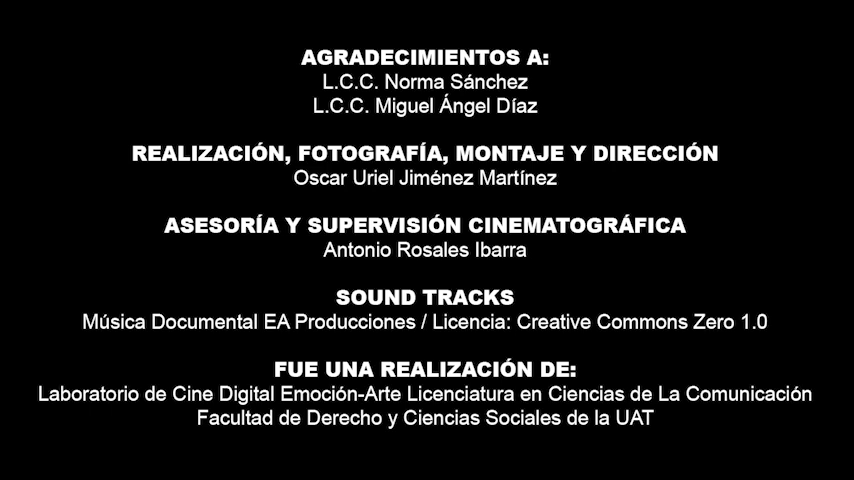 AGRADECIMIENTOS A:
L.C.C. Norma Sánchez
L.C.C. Miguel Ángel Díaz
REALIZACIÓN, FOTOGRAFÍA, MONTAJE Y DIRECCIÓN
Oscar Uriel Jiménez Martínez
ASESORÍA Y SUPERVISIÓN CINEMATOGRÁFICA
Antonio Rosales Ibarra
SOUND TRACKS
Música Documental EA Producciones / Licencia: Creative Commons Zero 1.0
FUE UNA REALIZACIÓN DE:
Laboratorio de Cine Digital Emoción-Arte Licenciatura en Ciencias de La Comunicación
Facultad de Derecho y Ciencias Sociales de la UAT